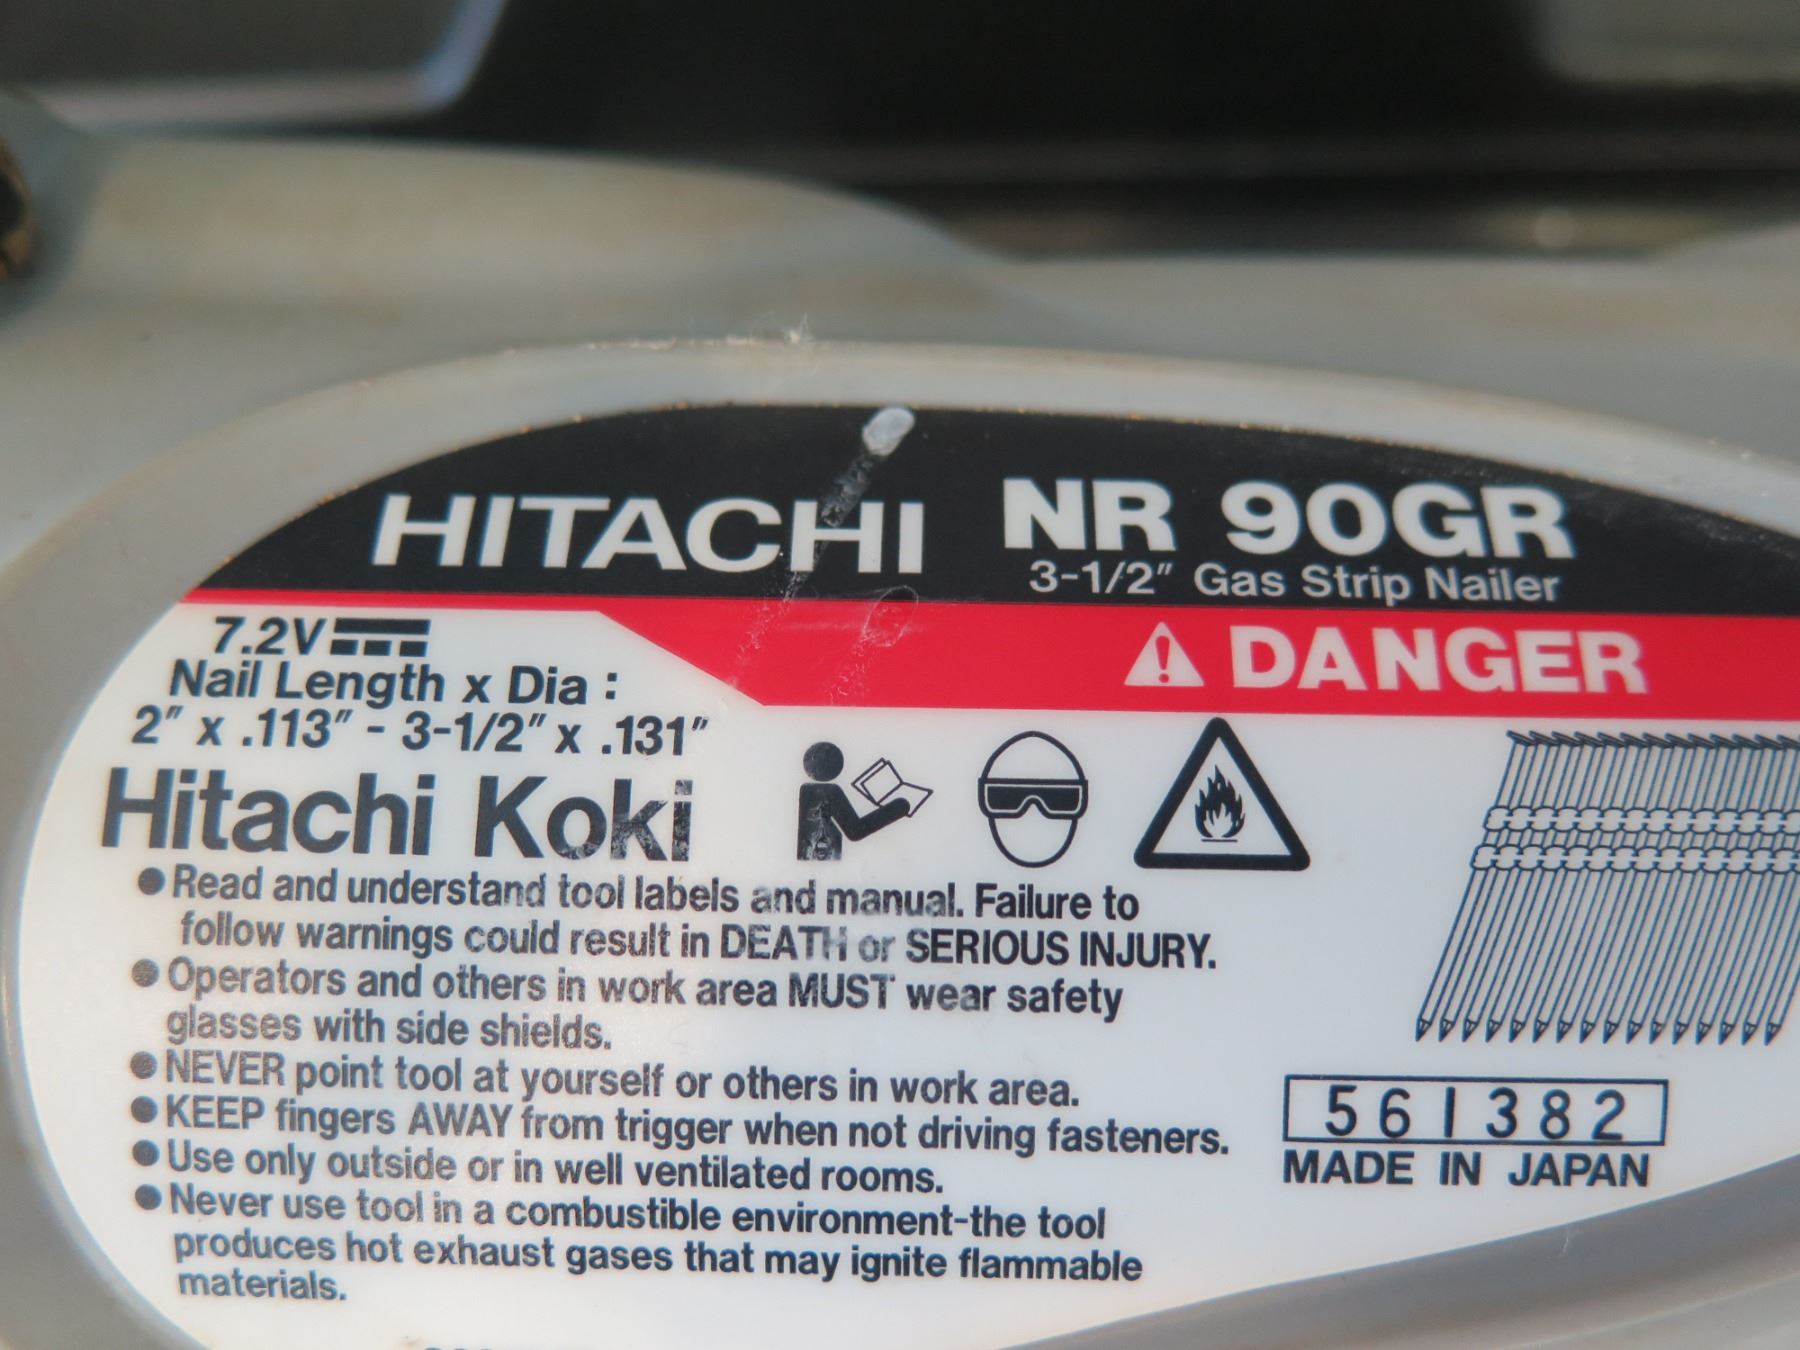 HITACHI NR 90GR
3-1/2" Gas Strip Nailer
DANGER
7.2V
Nail Length x Dia :
2" x .113" - 3-1/2" x .131"
Hitachi Koki
●Read and understand tool labels and manual. Failure to
follow warnings could result in DEATH or SERIOUS INJURY.
●Operators and others in work area MUST wear safety
glasses with side shields.
●NEVER point tool at yourself or others in work area.
●KEEP fingers AWAY from trigger when not driving fasteners.
●Use only outside or in well ventilated rooms.
●Never use tool in a combustible environment-the tool
produces hot exhaust gases that may ignite flammable
materials.
561382
MADE IN JAPAN